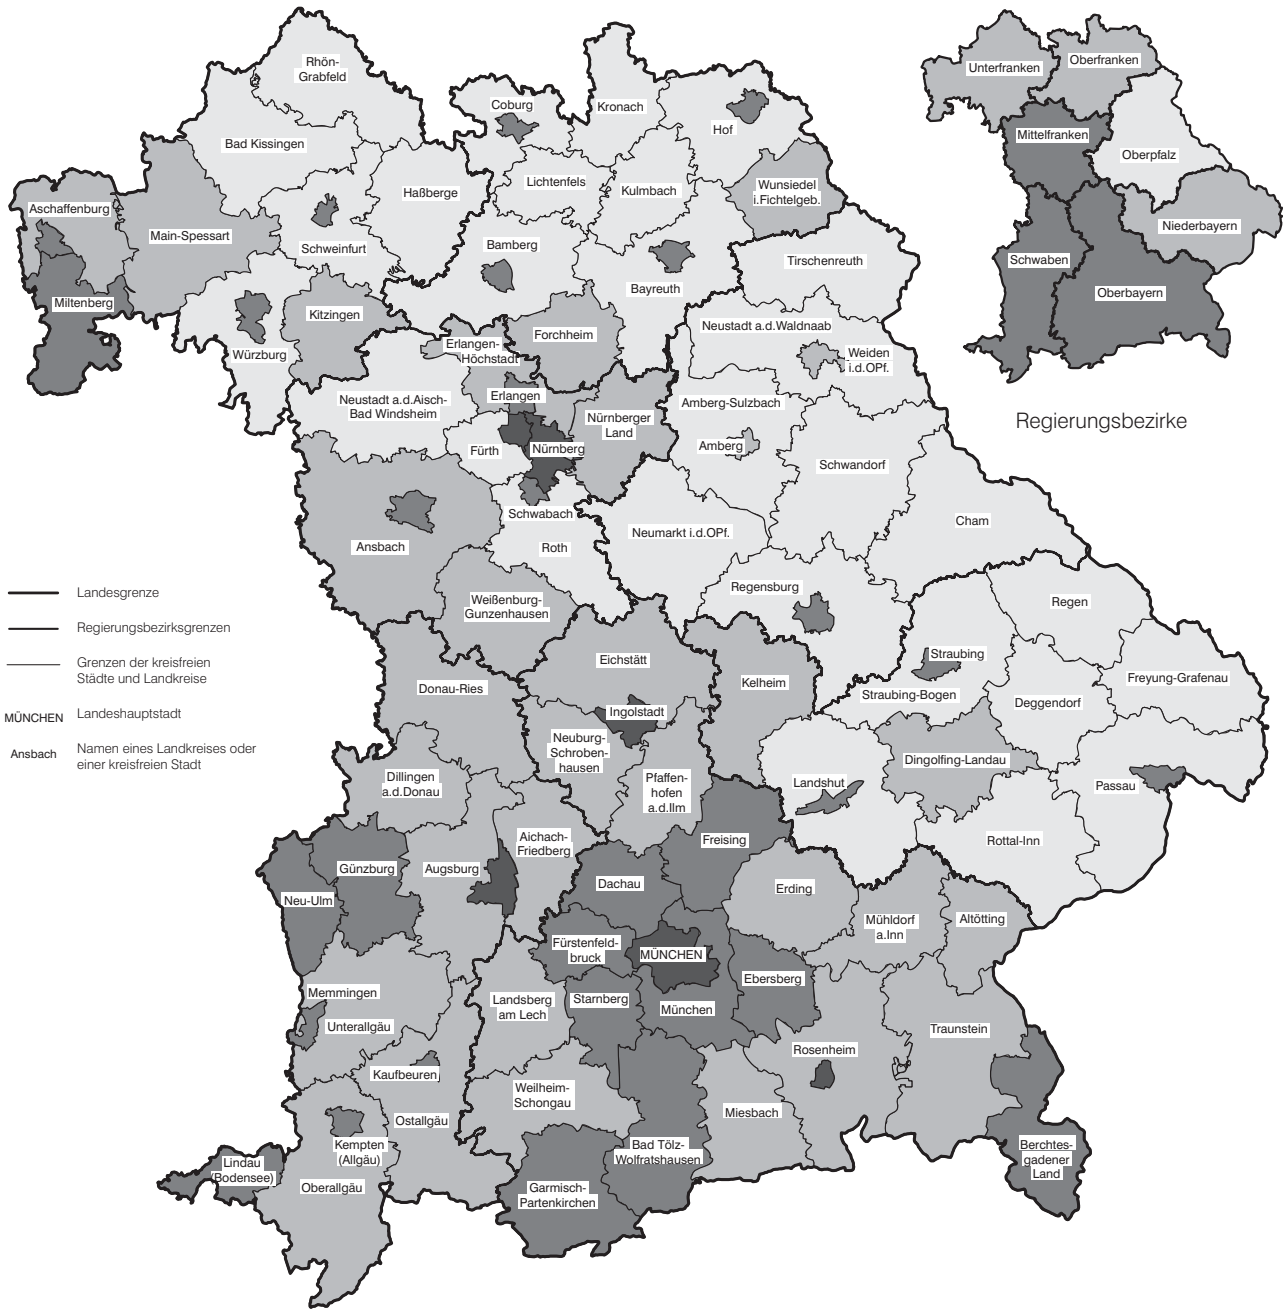 Rhön-
Grabfeld
Coburg
Kronach
Hof
Bad Kissingen
Lichtenfels
Kulmbach
Wunsiedel
i.Fichtelgeb.
Haßberge
Aschaffenburg
Main-Spessart
Schweinfurt
Bamberg
Tirschenreuth
Bayreuth
Miltenberg
Kitzingen
Würzburg
Forchheim
Erlangen-
Höchstadt
Neustadt a.d.Waldnaab
Weiden
i.d.OPf.
Neustadt a.d.Aisch-
Bad Windsheim
Erlangen
Nürnberger
Land
Amberg-Sulzbach
Fürth
Nürnberg
Amberg
Schwandorf
Schwabach
Cham
Ansbach
Roth
Neumarkt i.d.OPf.
Regensburg
Regen
Weißenburg-
Gunzenhausen
Eichstätt
Straubing
Donau-Ries
Kelheim
Straubing-Bogen
Freyung-Grafenau
Deggendorf
Ingolstadt
Neuburg-
Schroben-
hausen
Dingolfing-Landau
Dillingen
a.d.Donau
Pfaffen-
hofen
a.d.Ilm
Landshut
Passau
Aichach-
Friedberg
Freising
Rottal-Inn
Günzburg
Augsburg
Dachau
Erding
Neu-Ulm
Mühldorf
a.Inn
Altötting
Fürstenfeld-
bruck
MÜNCHEN
Ebersberg
Memmingen
Landsberg
am Lech
Starnberg
München
Unterallgäu
Traunstein
Rosenheim
Kaufbeuren
Weilheim-
Schongau
Miesbach
Ostallgäu
Kempten
(Allgäu)
Bad Tölz-
Wolfratshausen
Berchtes-
gadener
Land
Lindau
(Bodensee)
Oberallgäu
Garmisch-
Partenkirchen
Unterfranken
Oberfranken
Mittelfranken
Oberpfalz
Niederbayern
Schwaben
Oberbayern
Regierungsbezirke
Landesgrenze
Regierungsbezirksgrenzen
Grenzen der kreisfreien
Städte und Landkreise
MÜNCHEN Landeshauptstadt
Ansbach Namen eines Landkreises oder
einer kreisfreien Stadt